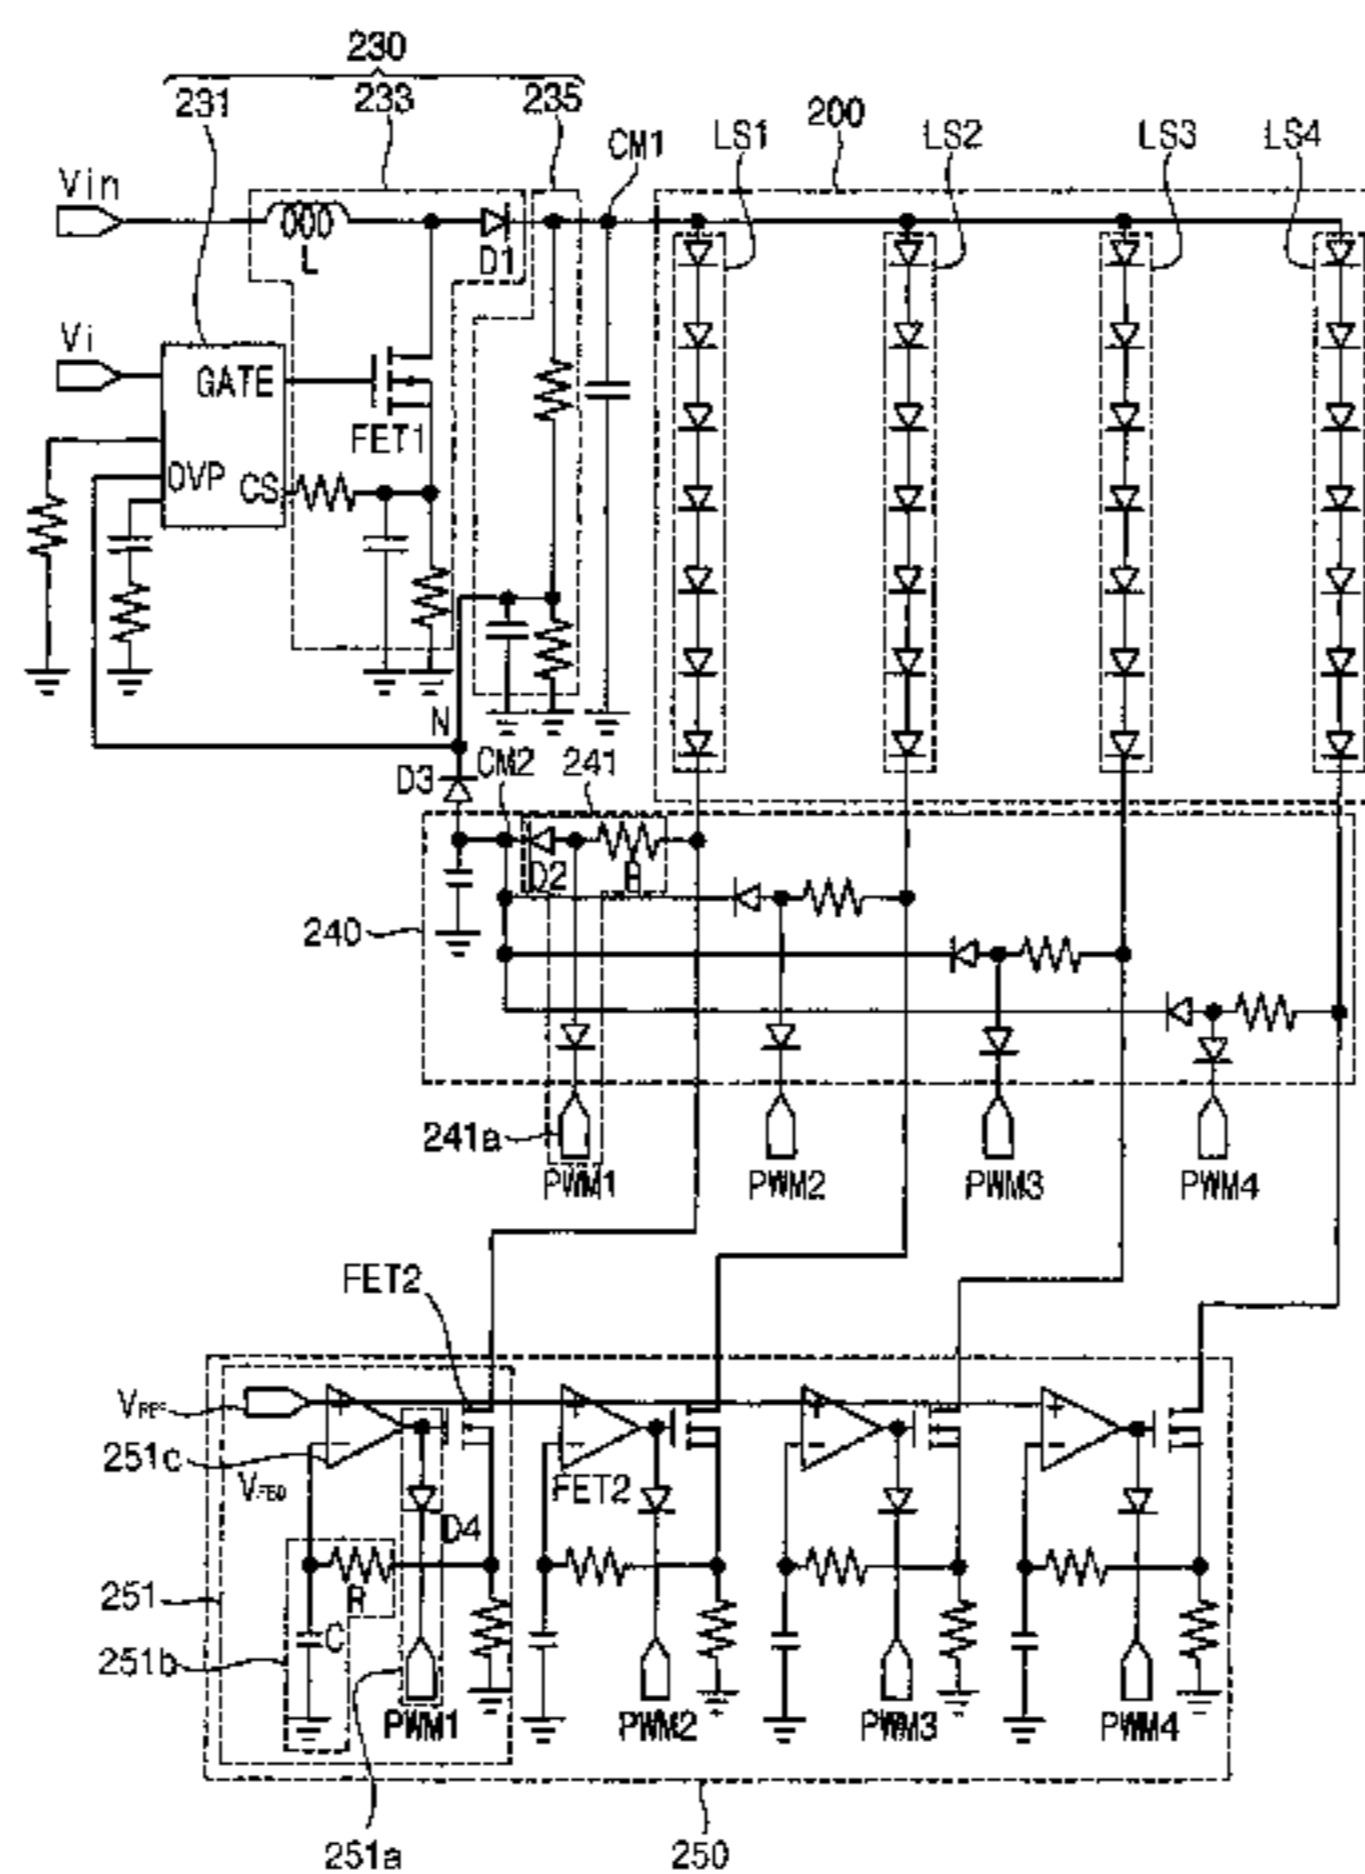 230
231 233 235
CM1
LS1
200
LS2
LS3
LS4
Vin
L
D1
Vi
GATE
FET1
OVP
CS
N
CM2
241
D3
D2
R
240
241a
PWM1
PWM2
PWM3
PWM4
FET2
VREF
251c
VFBD
FET2
D4
251
R
C
251b
PWM1
PWM2
PWM3
PWM4
251a
250